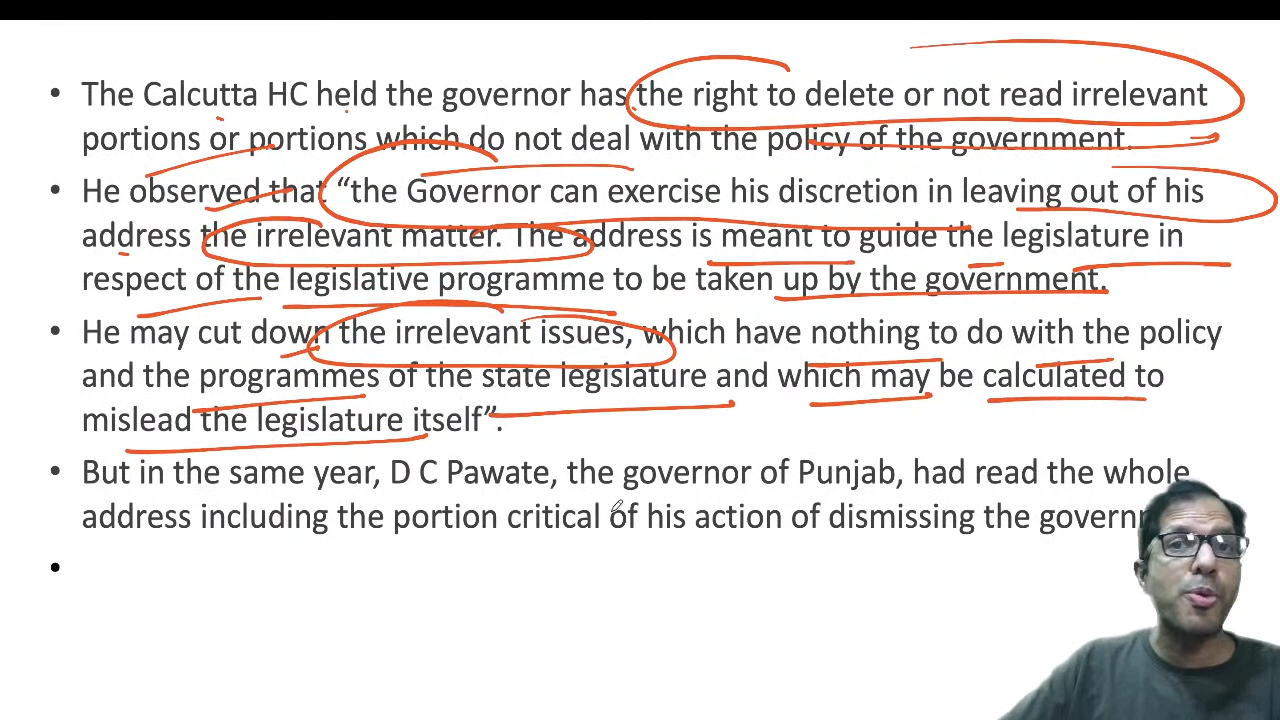 • The Calcutta HC held the governor has the right to delete or not read irrelevant
portions or portions which do not deal with the policy of the government.
• He observed that “the Governor can exercise his discretion in leaving out of his
address the irrelevant matter. The address is meant to guide the legislature in
respect of the legislative programme to be taken up by the government.
• He may cut down the irrelevant issues, which have nothing to do with the policy
and the programmes of the state legislature and which may be calculated to
mislead the legislature itself”.
• But in the same year, D C Pawate, the governor of Punjab, had read the whole
address including the portion critical of his action of dismissing the
•